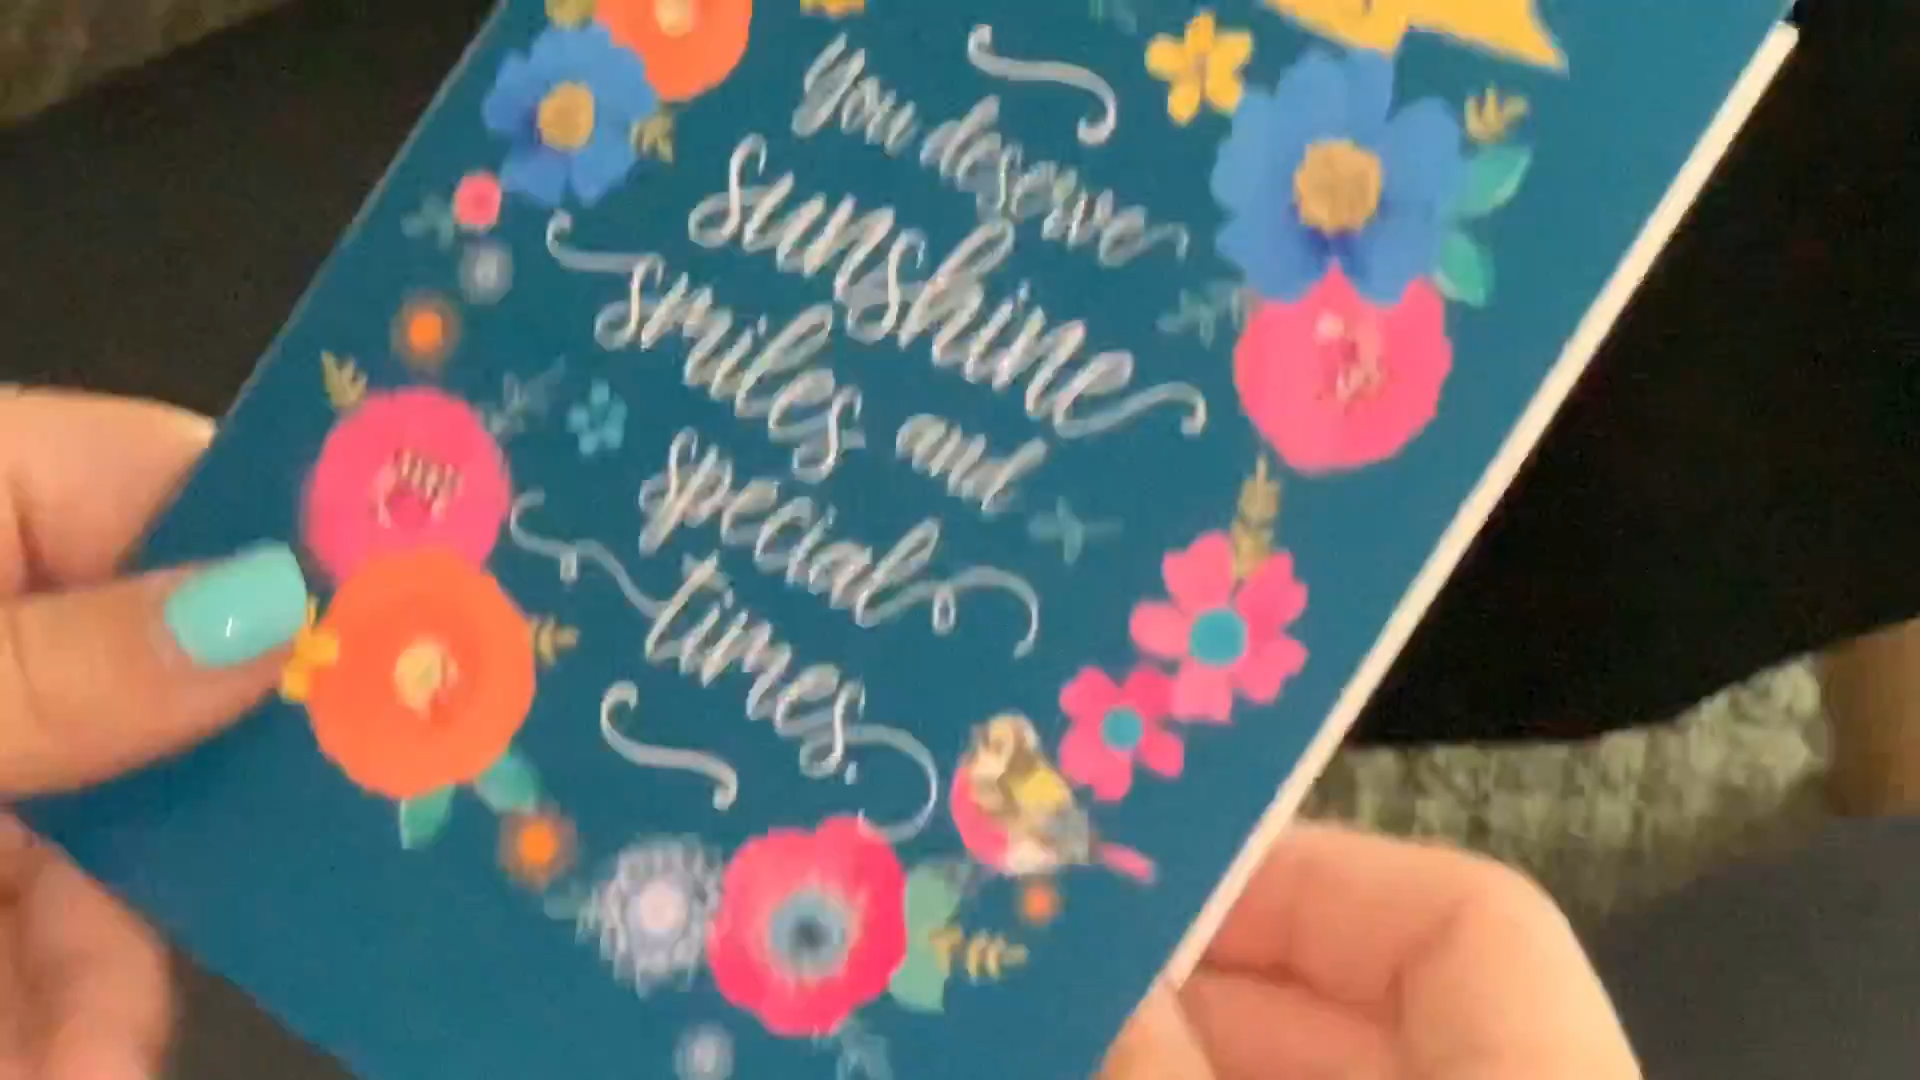 you deserve
sunshine
smiles and
special
times.